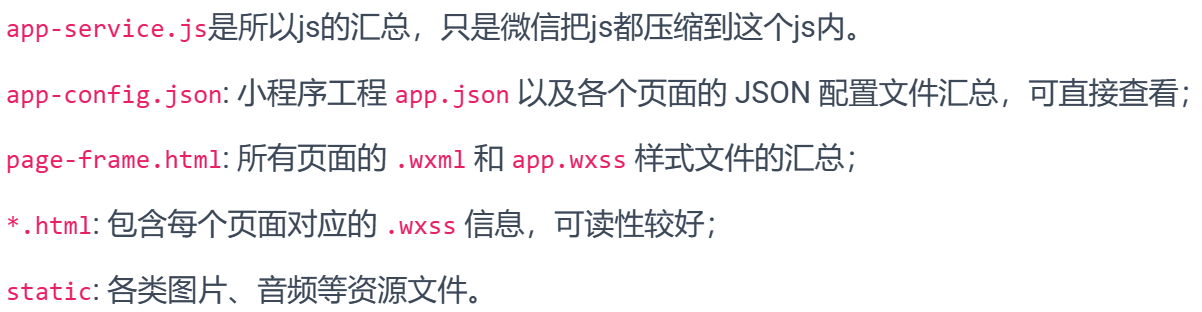 app-service.js是所以js的汇总，只是微信把js都压缩到这个js内。
app-config.json: 小程序工程 app.json 以及各个页面的 JSON 配置文件汇总，可直接查看；
page-frame.html: 所有页面的 .wxml 和 app.wxss 样式文件的汇总；
*.html: 包含每个页面对应的 .wxss 信息，可读性较好；
static: 各类图片、音频等资源文件。